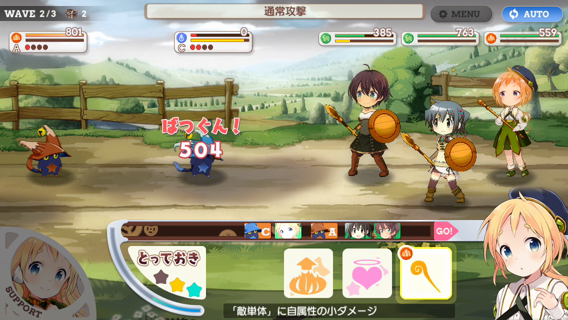 WAVE 2/3 2
通常攻撃
MENU
AUTO
801
A
0
C
385
763
559
ばつぐん!
504
C
A
GO!
とっておき
SUPPORT
「敵単体」に自属性の小ダメージ